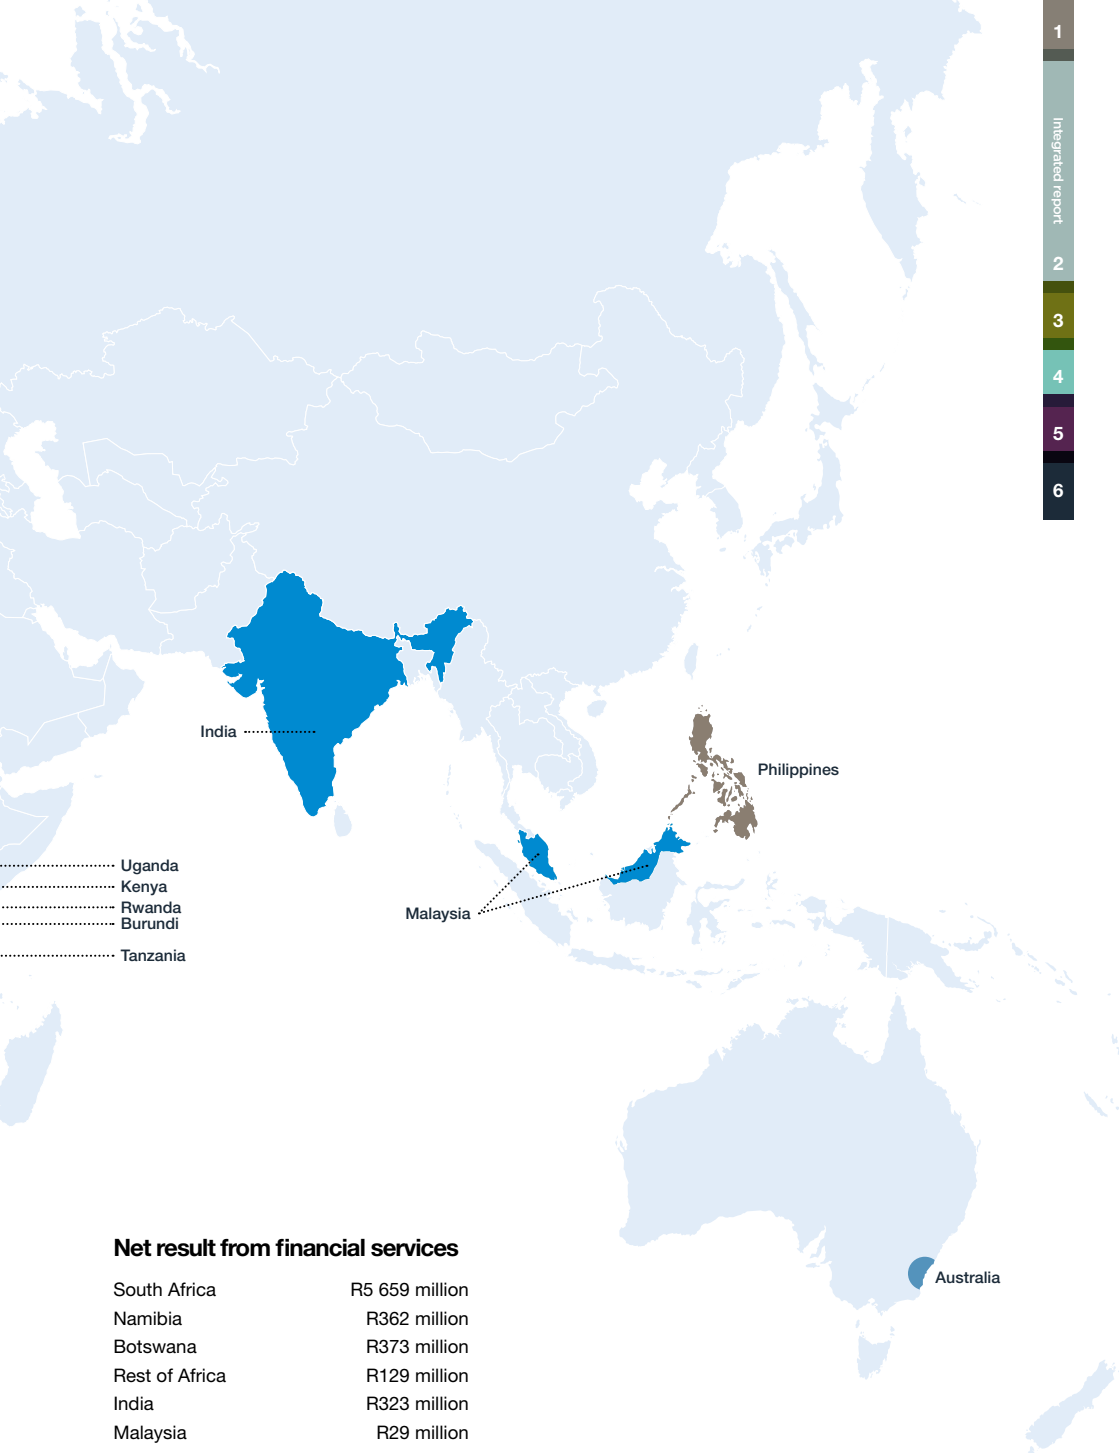 1
Integrated report
2
3
4
5
6
India
Philippines
Uganda
Kenya
Rwanda
Burundi
Tanzania
Malaysia
Australia
Net result from financial services
South Africa R5 659 million
Namibia R362 million
Botswana R373 million
Rest of Africa R129 million
India R323 million
Malaysia R29 million